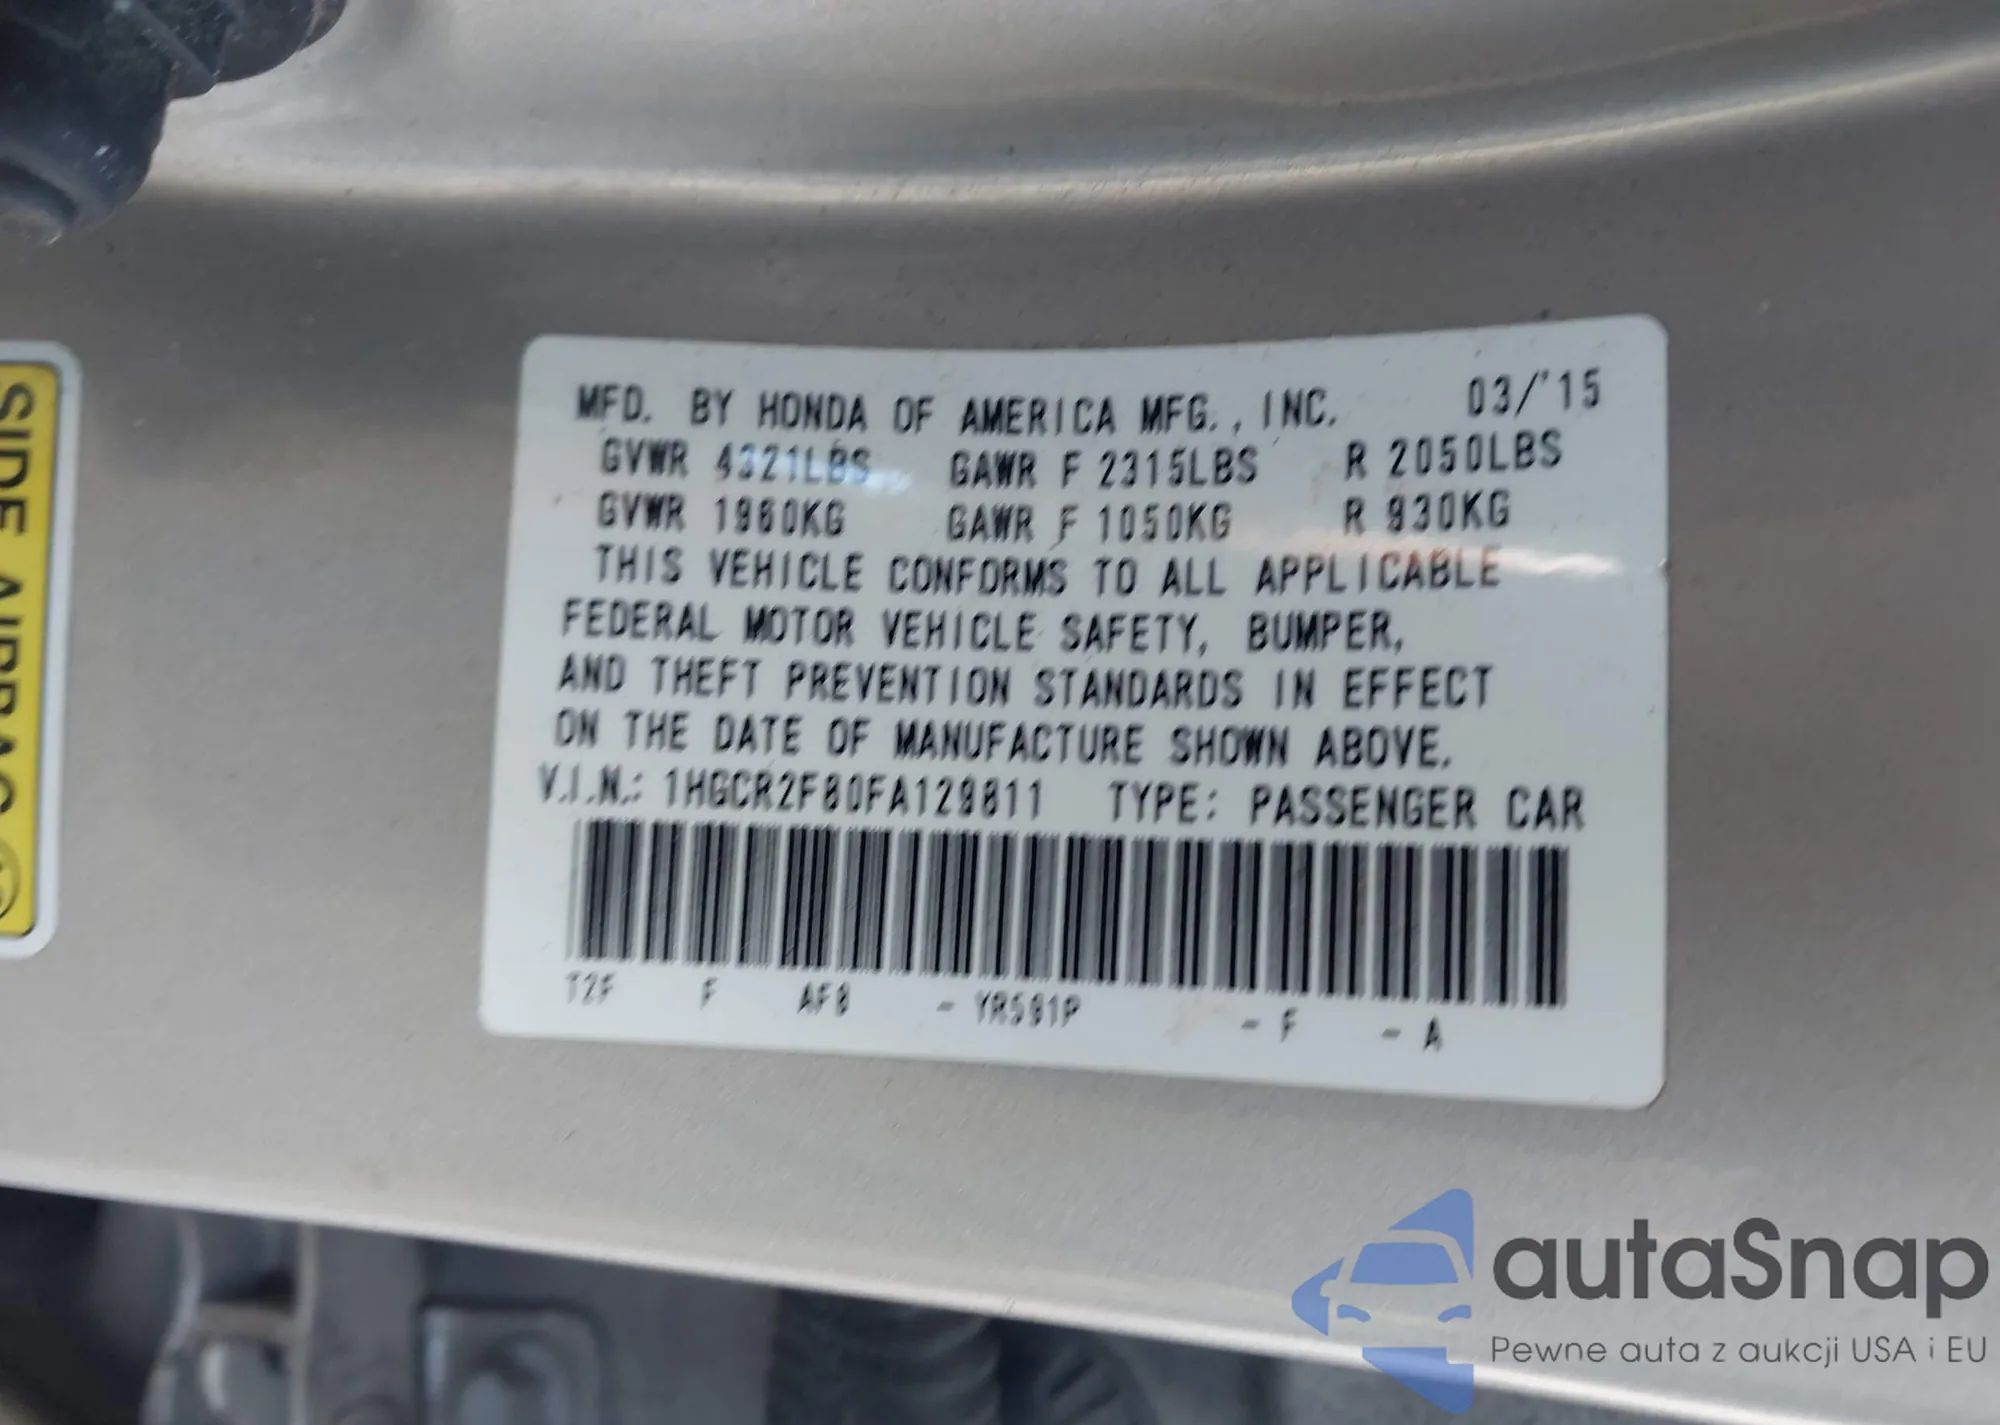 SIDE AIRBAG
MFD. BY HONDA OF AMERICA MFG., INC. 03/'15
GVWR 4321LBS GAWR F 2315LBS R 2050LBS
GVWR 1960KG GAWR F 1050KG R 930KG
THIS VEHICLE CONFORMS TO ALL APPLICABLE
FEDERAL MOTOR VEHICLE SAFETY, BUMPER,
AND THEFT PREVENTION STANDARDS IN EFFECT
ON THE DATE OF MANUFACTURE SHOWN ABOVE.
V.I.N.: 1HGCR2F80FA129811 TYPE: PASSENGER CAR
T2F F AF8 - YR591P - F - A
autaSnap
Pewne auta z aukcji USA i EU